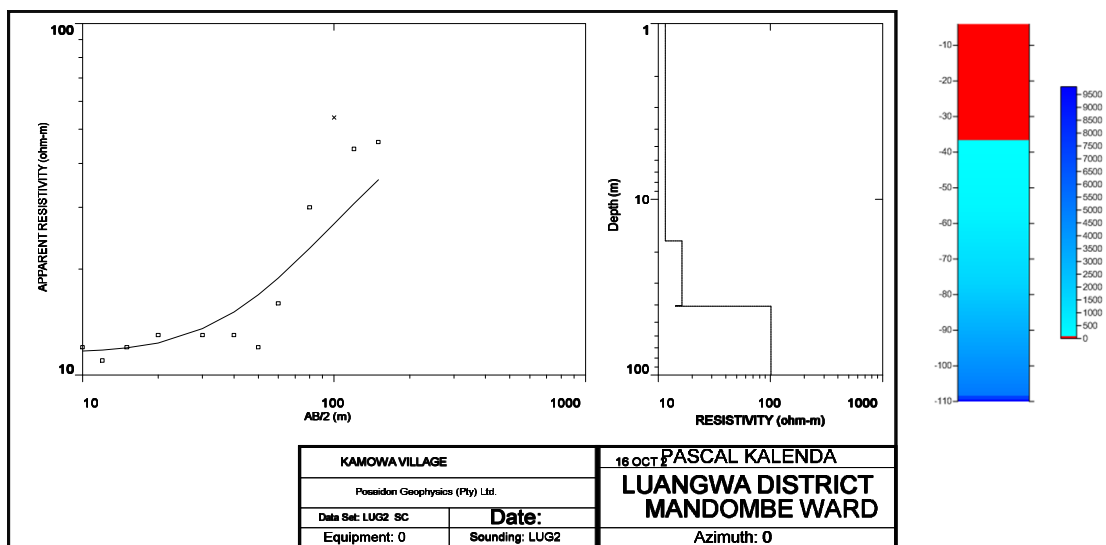 100
APPARENT RESISTIVITY (ohm-m)
10
10
100
1000
AB/2 (m)
1
10
100
Depth (m)
10
100
1000
RESISTIVITY (ohm-m)
-10
-20
-30
-40
-50
-60
-70
-80
-90
-100
-110
9500
9000
8500
8000
7500
7000
6500
6000
5500
5000
4500
4000
3500
3000
2500
2000
1500
1000
500
0
KAMOWA VILLAGE
Poseidon Geophysics (Pty) Ltd.
Data Set: LUG2 SC
Date:
Equipment: 0
Sounding: LUG2
16 OCT 2
PASCAL KALENDA
LUANGWA DISTRICT
MANDOMBE WARD
Azimuth: 0